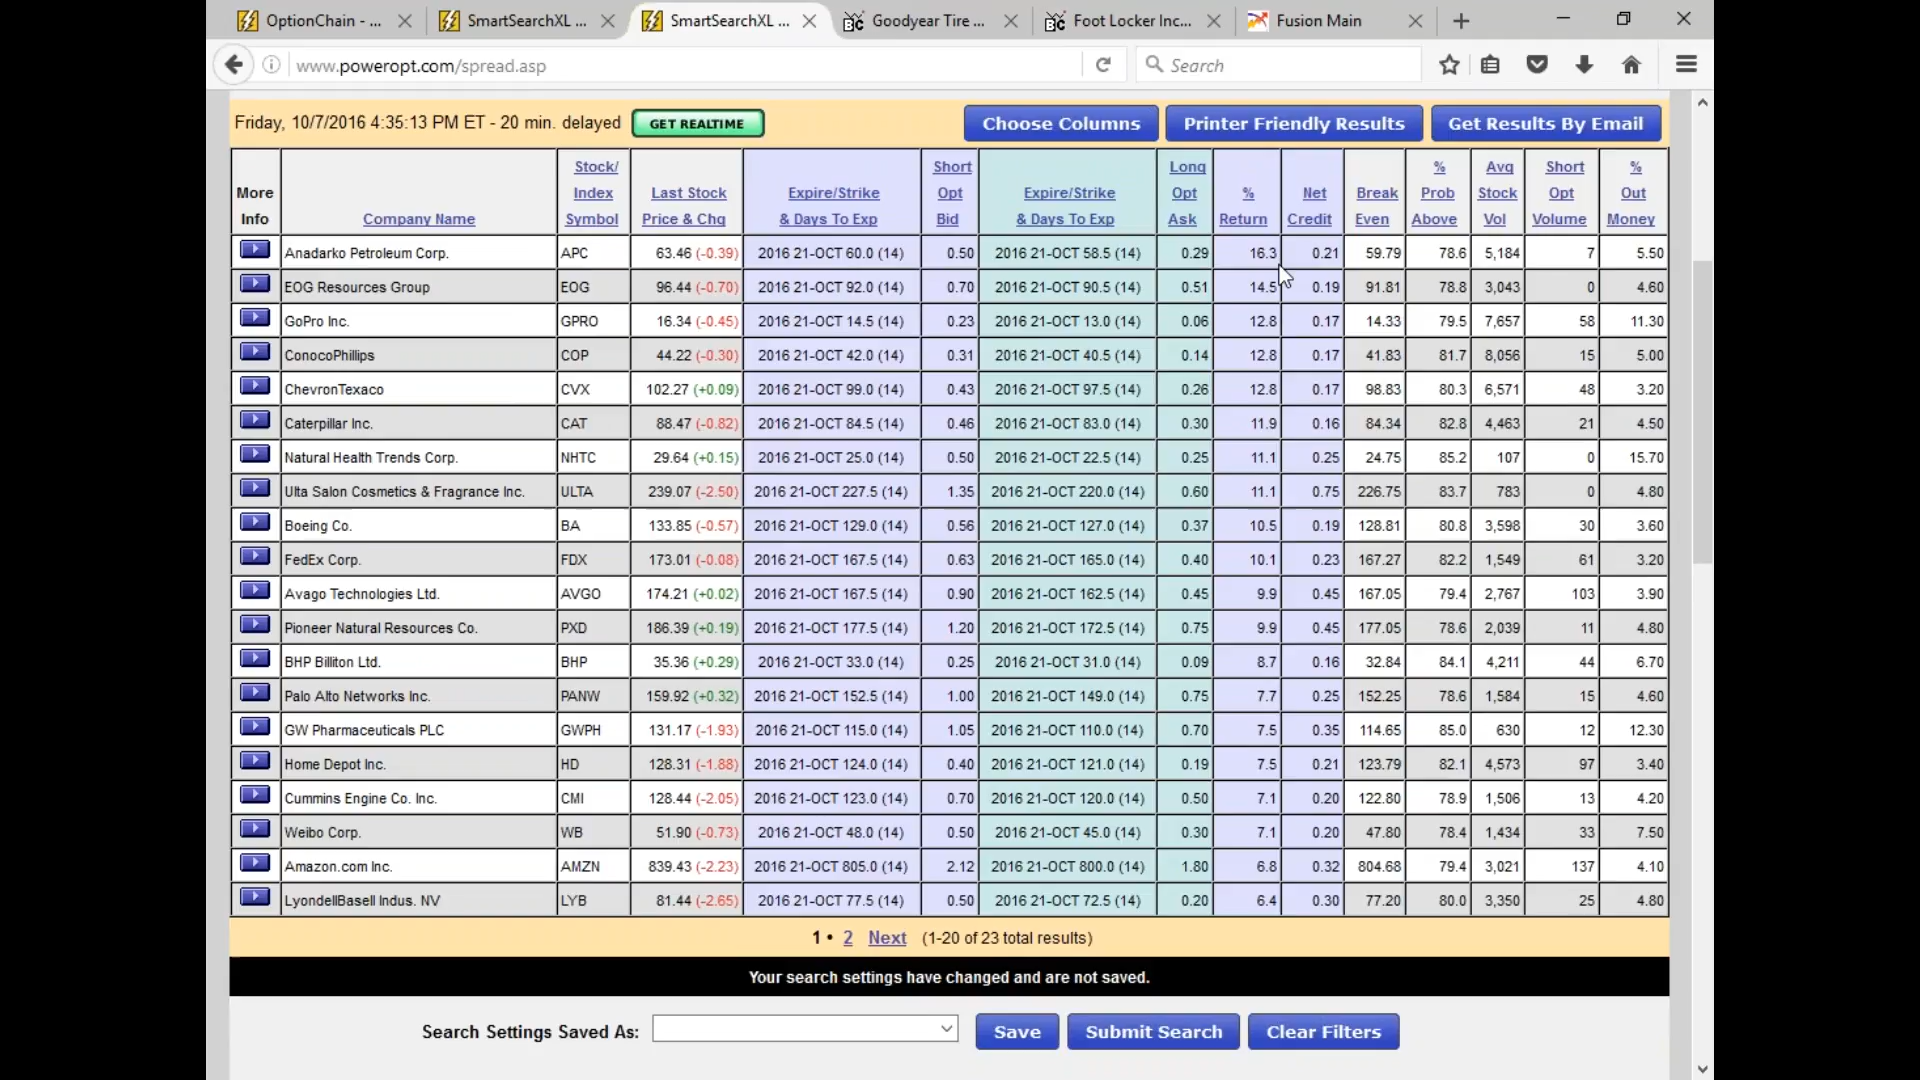 OptionChain - ... SmartSearchXL ... SmartSearchXL ... Goodyear Tire ... Foot Locker Inc... Fusion Main
www.poweropt.com/spread.asp Search
Friday, 10/7/2016 4:35:13 PM ET - 20 min. delayed GET REALTIME Choose Columns Printer Friendly Results Get Results By Email
More Info Company Name Stock/ Index Symbol Last Stock Price & Chq Expire/Strike & Days To Exp Short Opt Bid Expire/Strike & Days To Exp Long Opt Ask % Return Net Credit Break Even % Prob Above Avg Stock Vol Short Opt Volume % Out Money
Anadarko Petroleum Corp. APC 63.46 (-0.39) 2016 21-OCT 60.0 (14) 0.50 2016 21-OCT 58.5 (14) 0.29 16.3 0.21 59.79 78.6 5,184 7 5.50
EOG Resources Group EOG 96.44 (-0.70) 2016 21-OCT 92.0 (14) 0.70 2016 21-OCT 90.5 (14) 0.51 14.5 0.19 91.81 78.8 3,043 0 4.60
GoPro Inc. GPRO 16.34 (-0.45) 2016 21-OCT 14.5 (14) 0.23 2016 21-OCT 13.0 (14) 0.06 12.8 0.17 14.33 79.5 7,657 58 11.30
ConocoPhillips COP 44.22 (-0.30) 2016 21-OCT 42.0 (14) 0.31 2016 21-OCT 40.5 (14) 0.14 12.8 0.17 41.83 81.7 8,056 15 5.00
ChevronTexaco CVX 102.27 (+0.09) 2016 21-OCT 99.0 (14) 0.43 2016 21-OCT 97.5 (14) 0.26 12.8 0.17 98.83 80.3 6,571 48 3.20
Caterpillar Inc. CAT 88.47 (-0.82) 2016 21-OCT 84.5 (14) 0.46 2016 21-OCT 83.0 (14) 0.30 11.9 0.16 84.34 82.8 4,463 21 4.50
Natural Health Trends Corp. NHTC 29.64 (+0.15) 2016 21-OCT 25.0 (14) 0.50 2016 21-OCT 22.5 (14) 0.25 11.1 0.25 24.75 85.2 107 0 15.70
Ulta Salon Cosmetics & Fragrance Inc. ULTA 239.07 (-2.50) 2016 21-OCT 227.5 (14) 1.35 2016 21-OCT 220.0 (14) 0.60 11.1 0.75 226.75 83.7 783 0 4.80
Boeing Co. BA 133.85 (-0.57) 2016 21-OCT 129.0 (14) 0.56 2016 21-OCT 127.0 (14) 0.37 10.5 0.19 128.81 80.8 3,598 30 3.60
FedEx Corp. FDX 173.01 (-0.08) 2016 21-OCT 167.5 (14) 0.63 2016 21-OCT 165.0 (14) 0.40 10.1 0.23 167.27 82.2 1,549 61 3.20
Avago Technologies Ltd. AVGO 174.21 (+0.02) 2016 21-OCT 167.5 (14) 0.90 2016 21-OCT 162.5 (14) 0.45 9.9 0.45 167.05 79.4 2,767 103 3.90
Pioneer Natural Resources Co. PXD 186.39 (+0.19) 2016 21-OCT 177.5 (14) 1.20 2016 21-OCT 172.5 (14) 0.75 9.9 0.45 177.05 78.6 2,039 11 4.80
BHP Billiton Ltd. BHP 35.36 (+0.29) 2016 21-OCT 33.0 (14) 0.25 2016 21-OCT 31.0 (14) 0.09 8.7 0.16 32.84 84.1 4,211 44 6.70
Palo Alto Networks Inc. PANW 159.92 (+0.32) 2016 21-OCT 152.5 (14) 1.00 2016 21-OCT 149.0 (14) 0.75 7.7 0.25 152.25 78.6 1,584 15 4.60
GW Pharmaceuticals PLC GWPH 131.17 (-1.93) 2016 21-OCT 115.0 (14) 1.05 2016 21-OCT 110.0 (14) 0.70 7.5 0.35 114.65 85.0 630 12 12.30
Home Depot Inc. HD 128.31 (-1.88) 2016 21-OCT 124.0 (14) 0.40 2016 21-OCT 121.0 (14) 0.19 7.5 0.21 123.79 82.1 4,573 97 3.40
Cummins Engine Co. Inc. CMI 128.44 (-2.05) 2016 21-OCT 123.0 (14) 0.70 2016 21-OCT 120.0 (14) 0.50 7.1 0.20 122.80 78.9 1,506 13 4.20
Weibo Corp. WB 51.90 (-0.73) 2016 21-OCT 48.0 (14) 0.50 2016 21-OCT 45.0 (14) 0.30 7.1 0.20 47.80 78.4 1,434 33 7.50
Amazon.com Inc. AMZN 839.43 (-2.23) 2016 21-OCT 805.0 (14) 2.12 2016 21-OCT 800.0 (14) 1.80 6.8 0.32 804.68 79.4 3,021 137 4.10
LyondellBasell Indus. NV LYB 81.44 (-2.65) 2016 21-OCT 77.5 (14) 0.50 2016 21-OCT 72.5 (14) 0.20 6.4 0.30 77.20 80.0 3,350 25 4.80
1 • 2 Next (1-20 of 23 total results)
Your search settings have changed and are not saved.
Search Settings Saved As: Save Submit Search Clear Filters